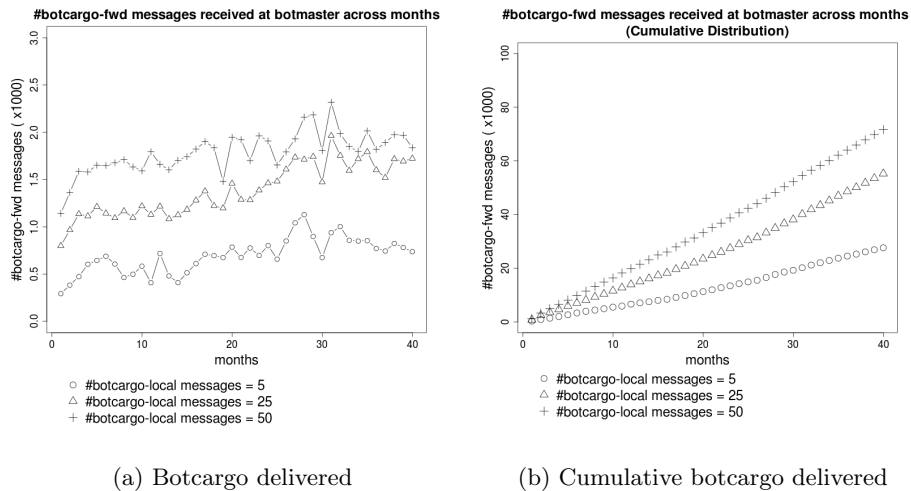 #botcargo-fwd messages received at botmaster across months
#botcargo-fwd messages ( x1000)
3.0
2.5
2.0
1.5
1.0
0.5
0.0
0 10 20 30 40
months
#botcargo-local messages = 5
#botcargo-local messages = 25
#botcargo-local messages = 50
(a) Botcargo delivered
#botcargo-fwd messages received at botmaster across months
(Cumulative Distribution)
#botcargo-fwd messages ( x1000)
100
80
60
40
20
0
0 10 20 30 40
months
#botcargo-local messages = 5
#botcargo-local messages = 25
#botcargo-local messages = 50
(b) Cumulative botcargo delivered